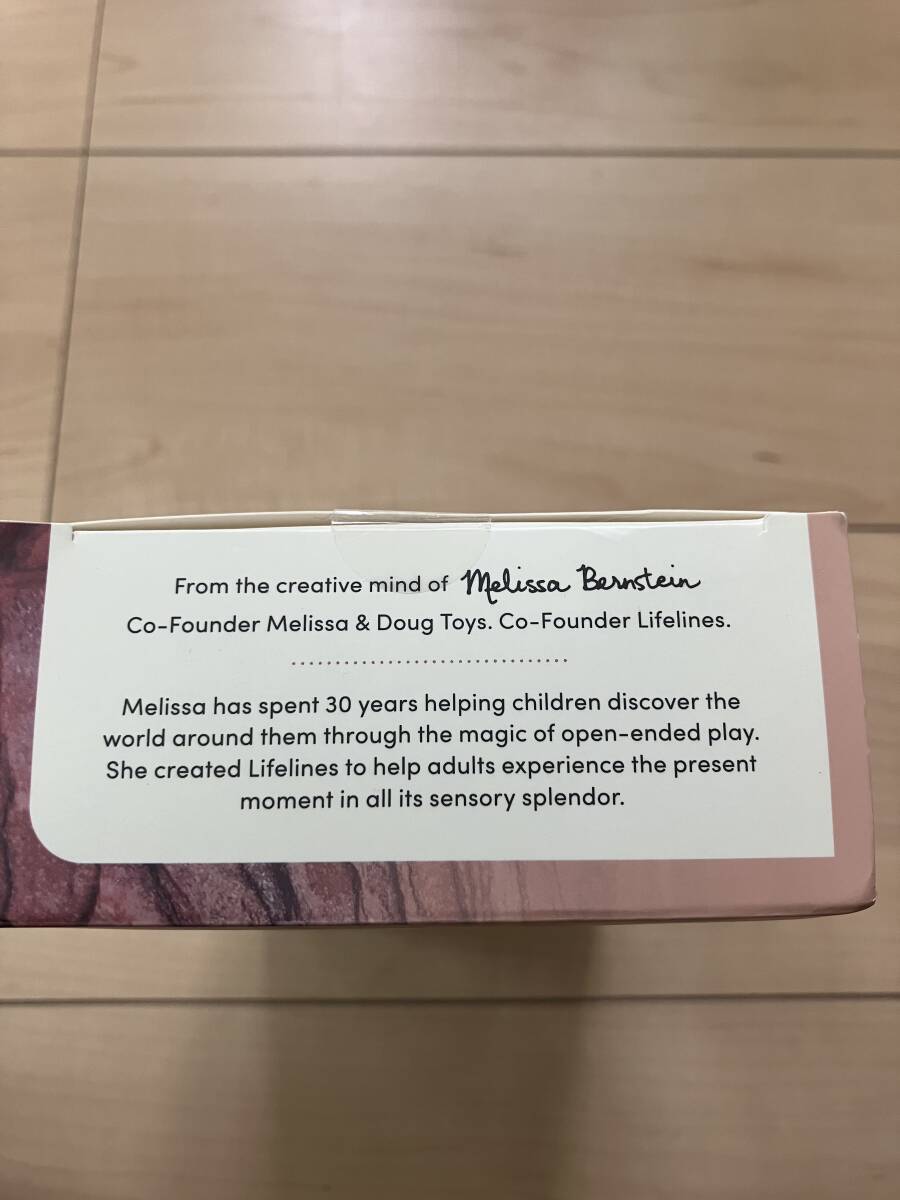 From the creative mind of Melissa Bernstein
Co-Founder Melissa & Doug Toys. Co-Founder Lifelines.
Melissa has spent 30 years helping children discover the
world around them through the magic of open-ended play.
She created Lifelines to help adults experience the present
moment in all its sensory splendor.